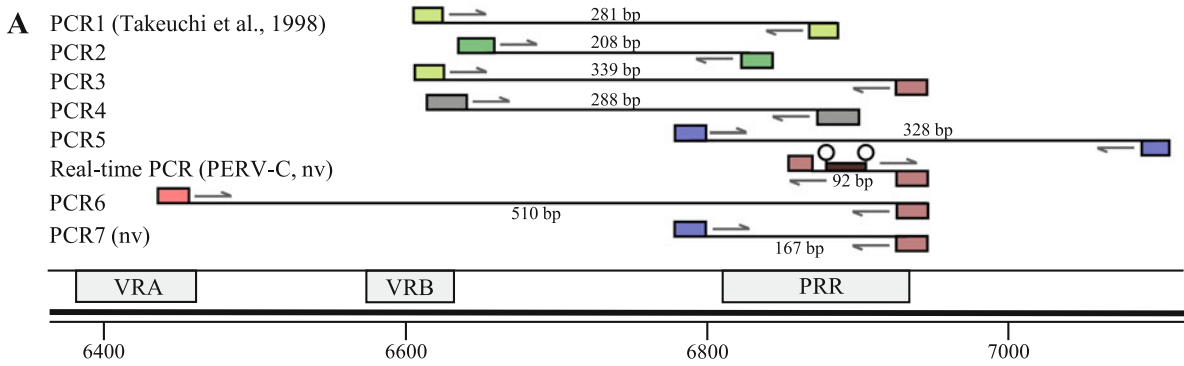 A
PCR1 (Takeuchi et al., 1998) 281 bp
PCR2 208 bp
PCR3 339 bp
PCR4 288 bp
PCR5 328 bp
Real-time PCR (PERV-C, nv) 92 bp
PCR6 510 bp
PCR7 (nv) 167 bp
VRA VRB PRR
6400 6600 6800 7000